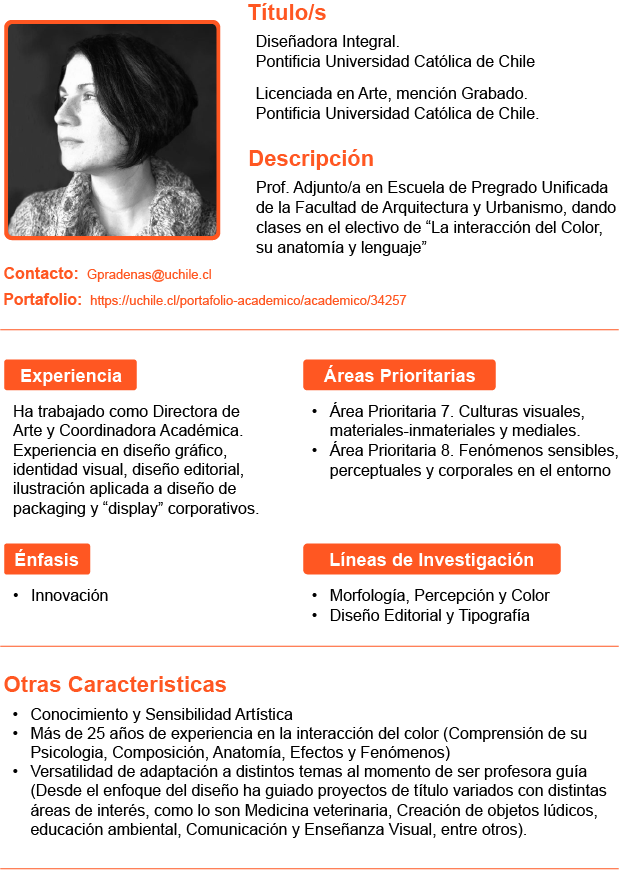 Título/s
Diseñadora Integral.
Pontificia Universidad Católica de Chile
Licenciada en Arte, mención Grabado.
Pontificia Universidad Católica de Chile.
Descripción
Prof. Adjunto/a en Escuela de Pregrado Unificada
de la Facultad de Arquitectura y Urbanismo, dando
clases en el electivo de “La interacción del Color,
su anatomía y lenguaje”
Contacto: Gpradenas@uchile.cl
Portafolio: https://uchile.cl/portafolio-academico/academico/34257
Experiencia
Ha trabajado como Directora de
Arte y Coordinadora Académica.
Experiencia en diseño gráfico,
identidad visual, diseño editorial,
ilustración aplicada a diseño de
packaging y “display” corporativos.
Áreas Prioritarias
• Área Prioritaria 7. Culturas visuales,
materiales-inmateriales y mediales.
• Área Prioritaria 8. Fenómenos sensibles,
perceptuales y corporales en el entorno
Énfasis
• Innovación
Líneas de Investigación
• Morfología, Percepción y Color
• Diseño Editorial y Tipografía
Otras Caracteristicas
• Conocimiento y Sensibilidad Artística
• Más de 25 años de experiencia en la interacción del color (Comprensión de su
Psicologia, Composición, Anatomía, Efectos y Fenómenos)
• Versatilidad de adaptación a distintos temas al momento de ser profesora guía
(Desde el enfoque del diseño ha guiado proyectos de título variados con distintas
áreas de interés, como lo son Medicina veterinaria, Creación de objetos lúdicos,
educación ambiental, Comunicación y Enseñanza Visual, entre otros).